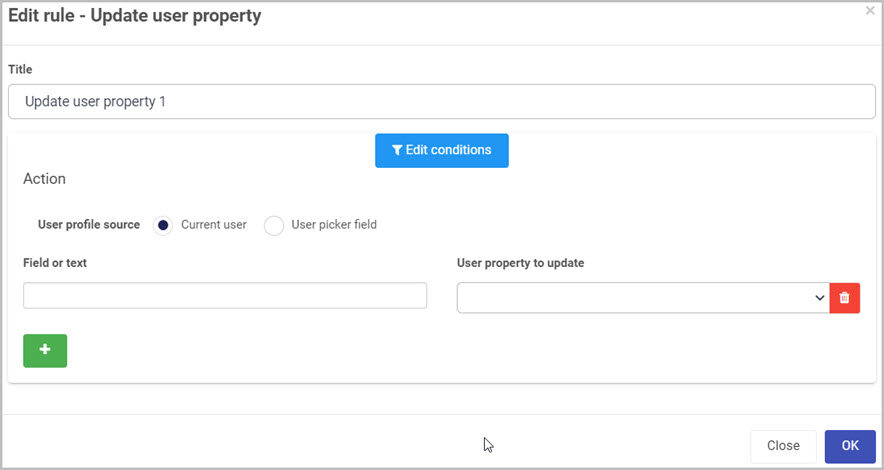 Edit rule - Update user property
Title
Update user property 1
Edit conditions
Action
User profile source Current user User picker field
Field or text User property to update
Close OK